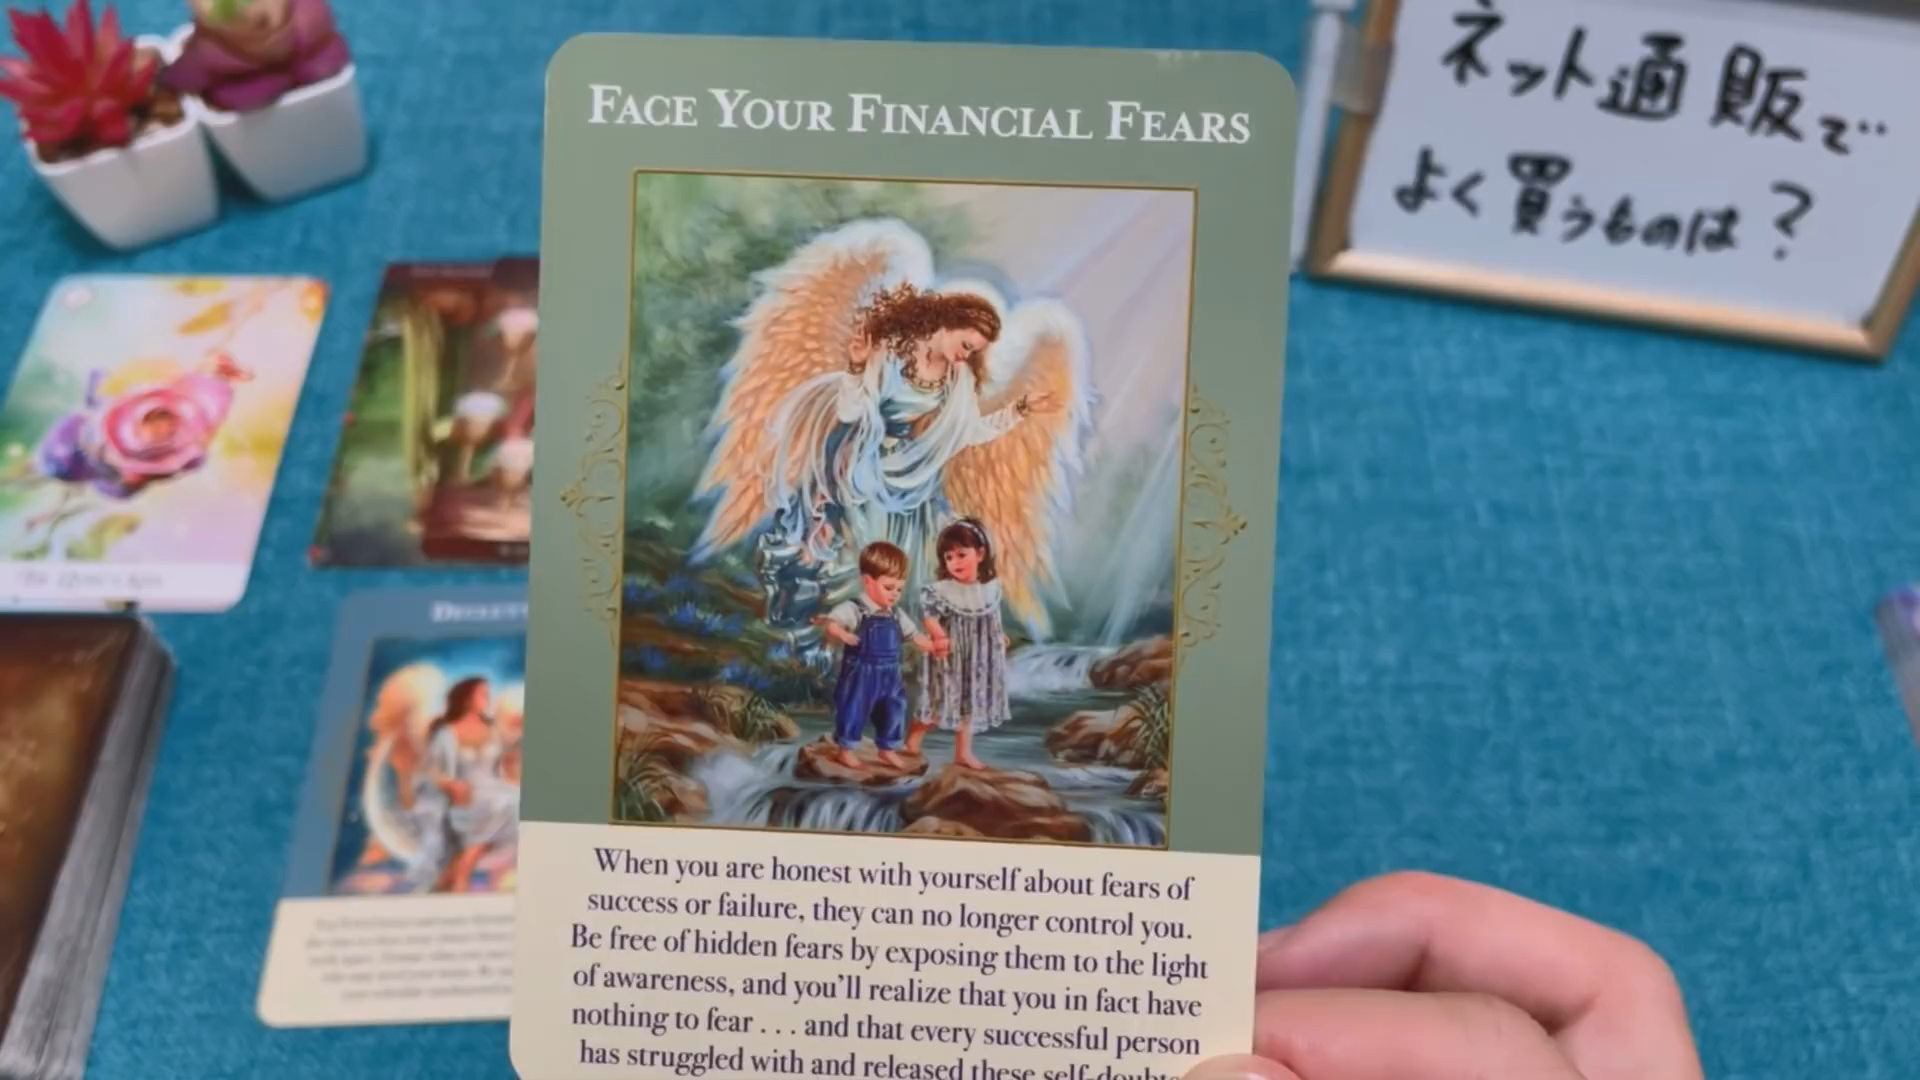 FACE YOUR FINANCIAL FEARS
When you are honest with yourself about fears of
success or failure, they can no longer control you.
Be free of hidden fears by exposing them to the light
of awareness, and you'll realize that you in fact have
nothing to fear . . . and that every successful person
has struggled with and released these self-doubts
ネット通販で
よく買うものは?